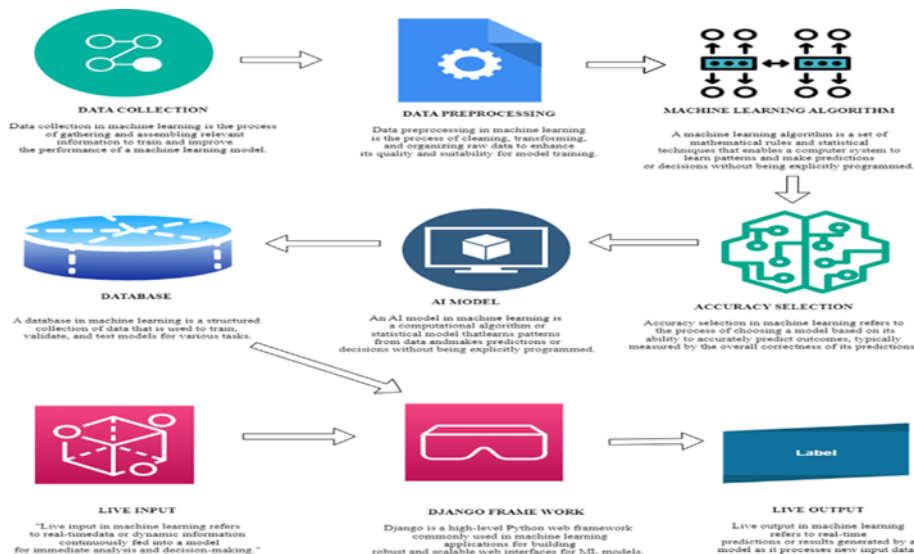 DATA COLLECTION
Data collection in machine learning is the process
of gathering and assembling relevant
information to train and improve
the performance of a machine learning model.
DATA PREPROCESSING
Data preprocessing in machine learning
is the process of cleaning, transforming,
and organizing raw data to enhance
its quality and suitability for model training.
MACHINE LEARNING ALGORITHM
A machine learning algorithm is a set of
mathematical rules and statistical
techniques that enables a computer system to
learn patterns and make predictions
or decisions without being explicitly programmed.
DATABASE
A database in machine learning is a structured
collection of data that is used to train,
validate, and test models for various tasks.
AI MODEL
An AI model in machine learning is
a computational algorithm or
statistical model thatlearns patterns
from data andmakes predictions or
decisions without being explicitly programmed.
ACCURACY SELECTION
Accuracy selection in machine learning refers to
the process of choosing a model based on its
ability to accurately predict outcomes, typically
measured by the overall correctness of its predictions
LIVE INPUT
"Live input in machine learning refers
to real-timedata or dynamic information
continuously fed into a model
for immediate analysis and decision-making."
DJANGO FRAME WORK
Django is a high-level Python web framework
commonly used in machine learning
applications for building
robust and scalable web interfaces for ML models.
Label
LIVE OUTPUT
Live output in machine learning
refers to real-time
predictions or results generated by a
model as it processes new input data